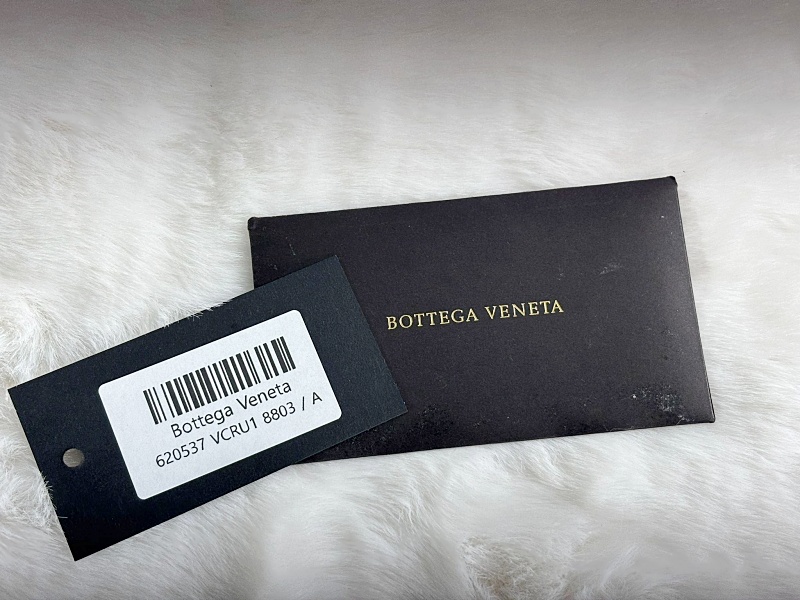 BOTTEGA VENETA
Bottega Veneta
620537 VCRU1 8803 / A